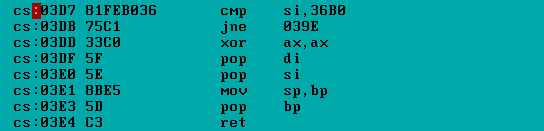 cs:03D7 81FEB036 cmp si,36B0
cs:03DB 75C1 jne 039E
cs:03DD 33C0 xor ax,ax
cs:03DF 5F pop di
cs:03E0 5E pop si
cs:03E1 8BE5 mov sp,bp
cs:03E3 5D pop bp
cs:03E4 C3 ret